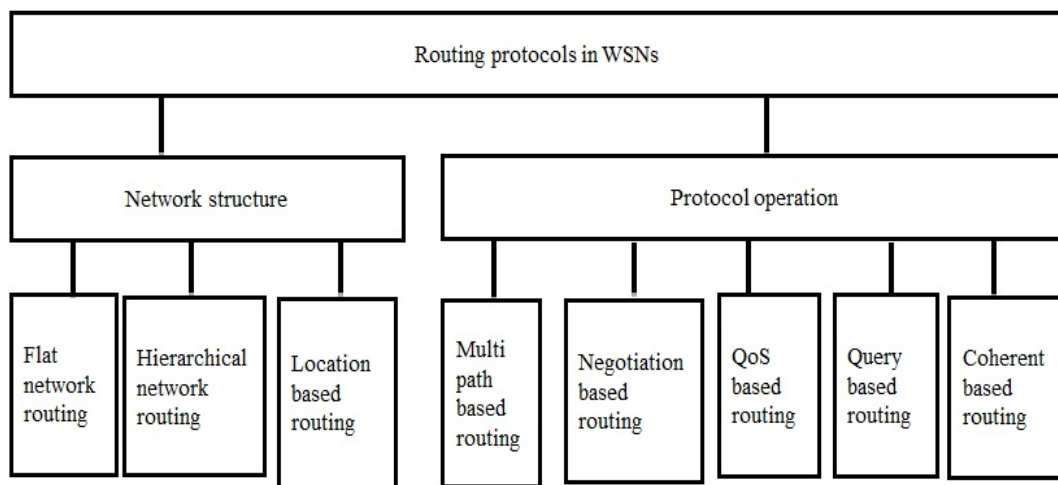 Routing protocols in WSNs
Network structure
Protocol operation
Flat
network
routing
Hierarchical
network
routing
Location
based
routing
Multi
path
based
routing
Negotiation
based
routing
QoS
based
routing
Query
based
routing
Coherent
based
routing